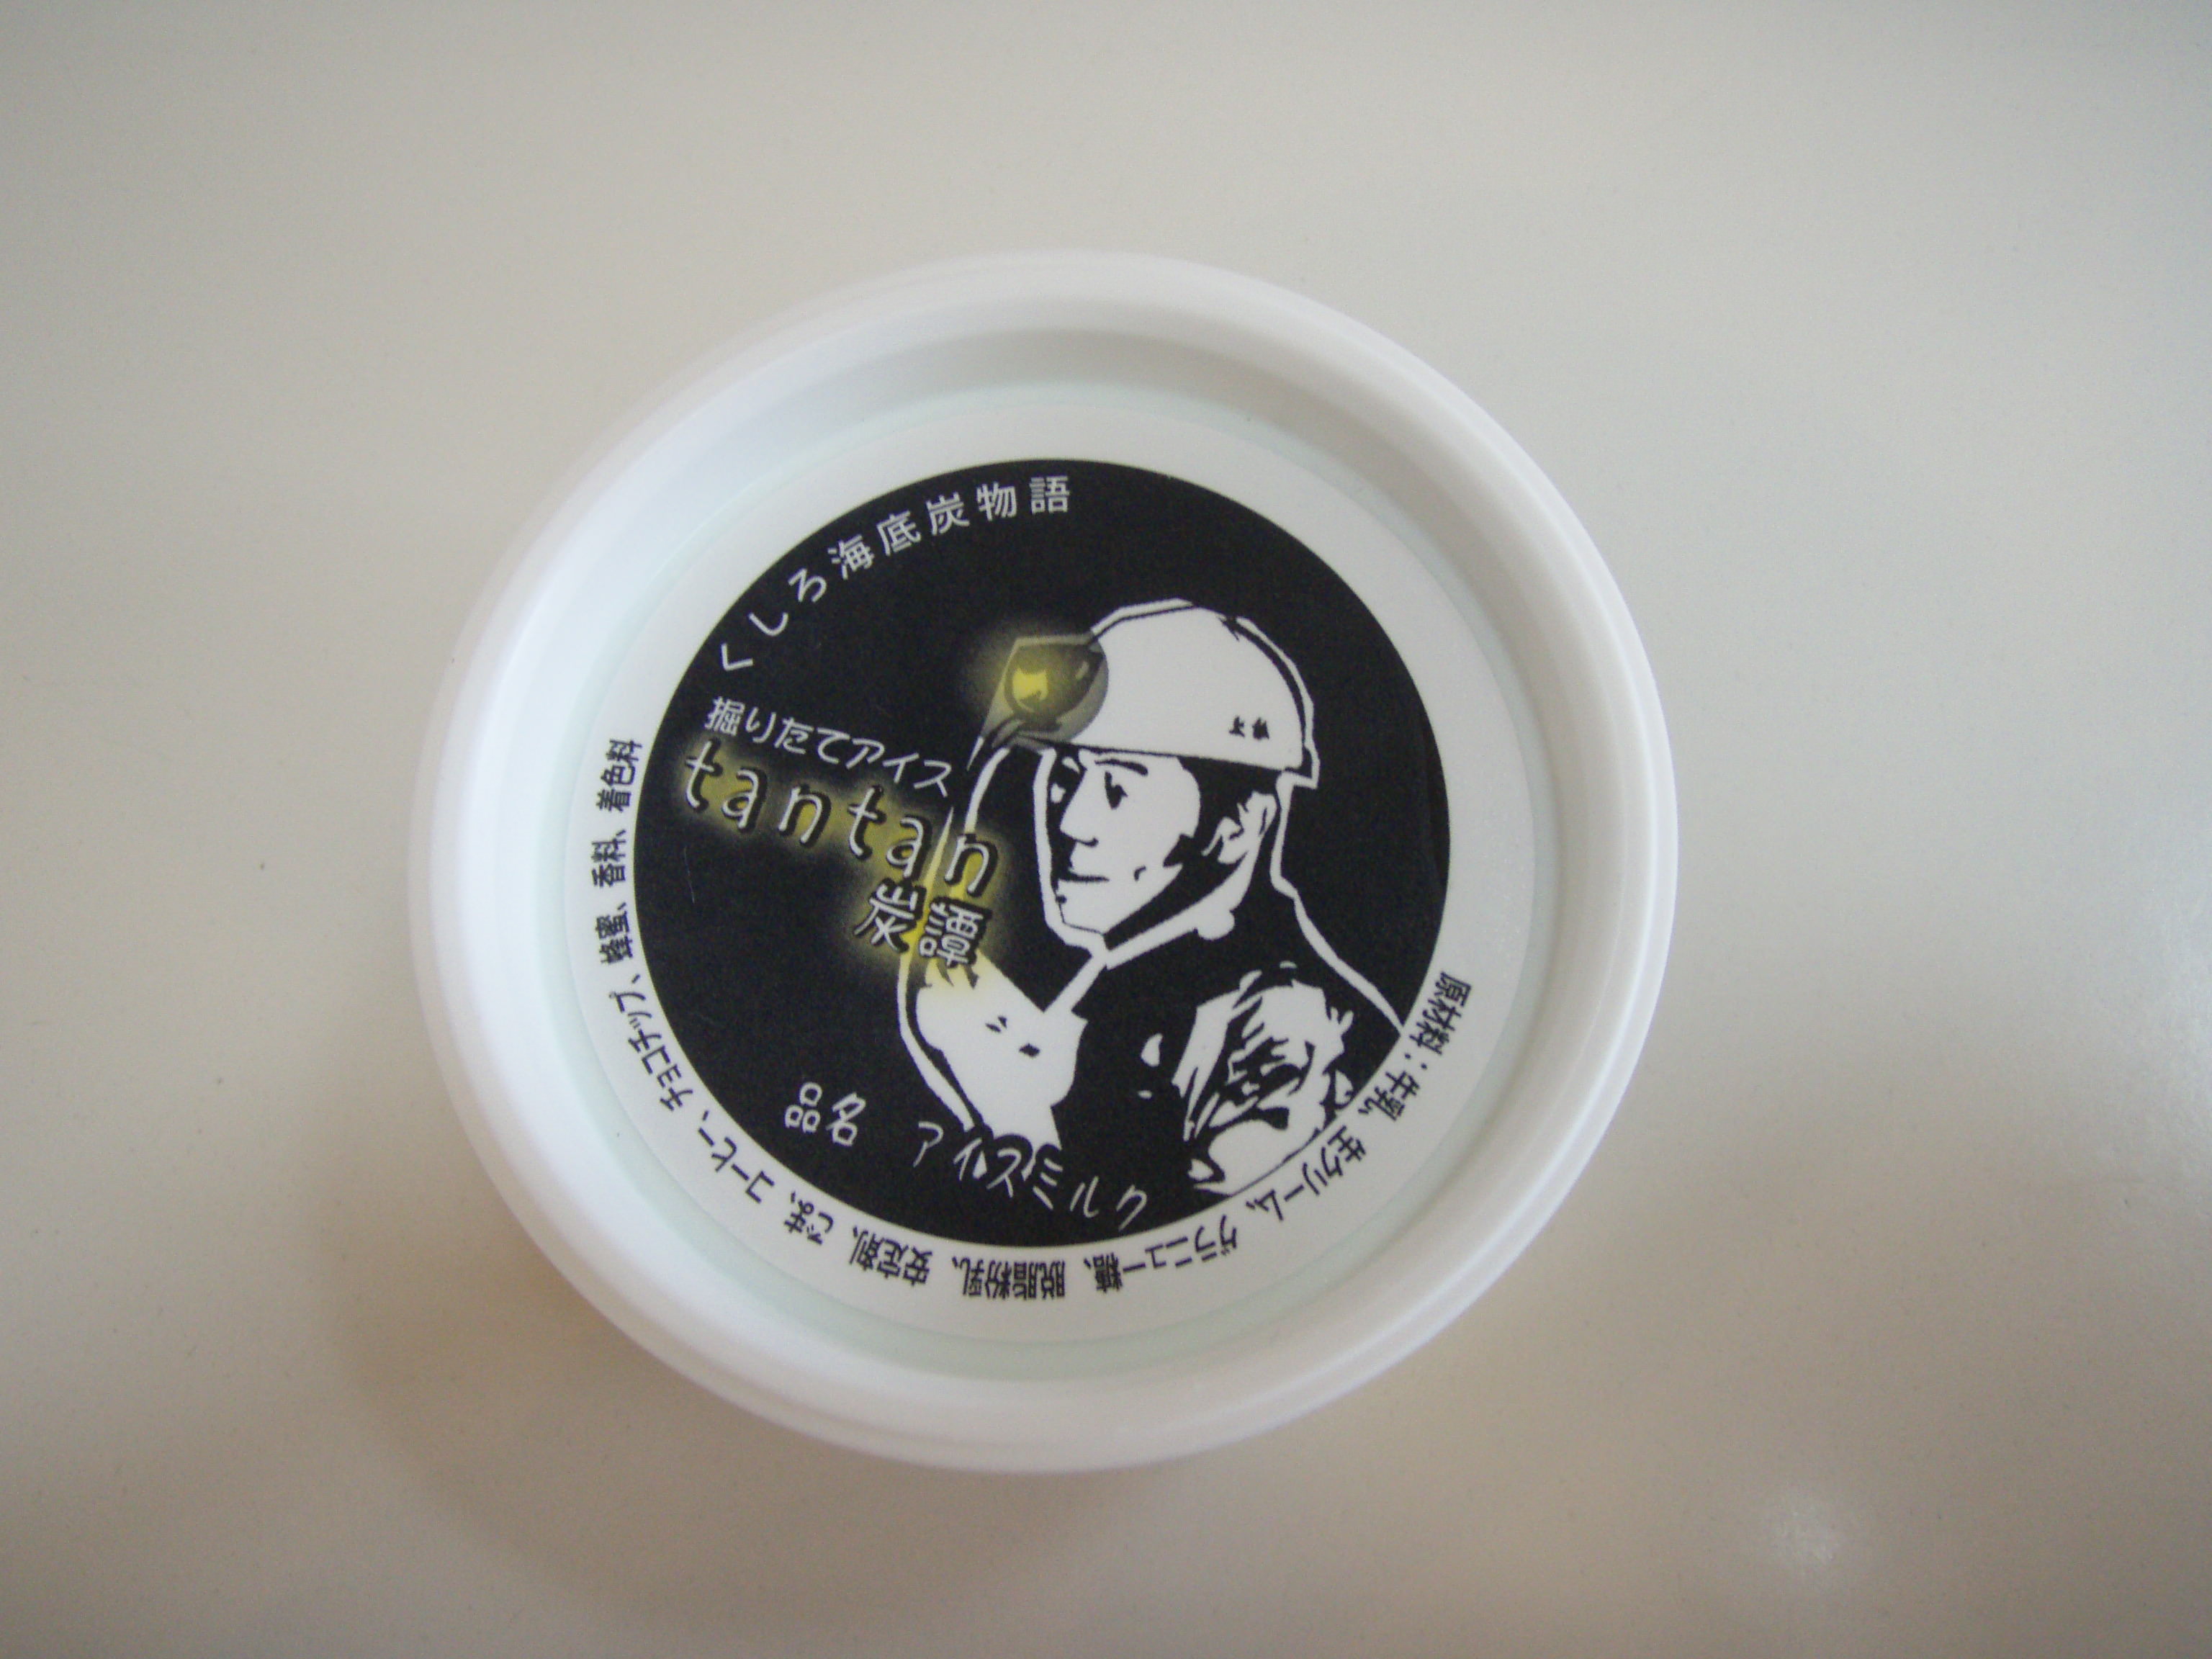 くしろ海底炭物語
掘りたてアイス
tantan
炭譚
品名　アイスミルク
原材料：牛乳、生クリーム、グラニュー糖、脱脂粉乳、安定剤、ごま、コーヒー、チョコチップ、蜂蜜、香料、着色料